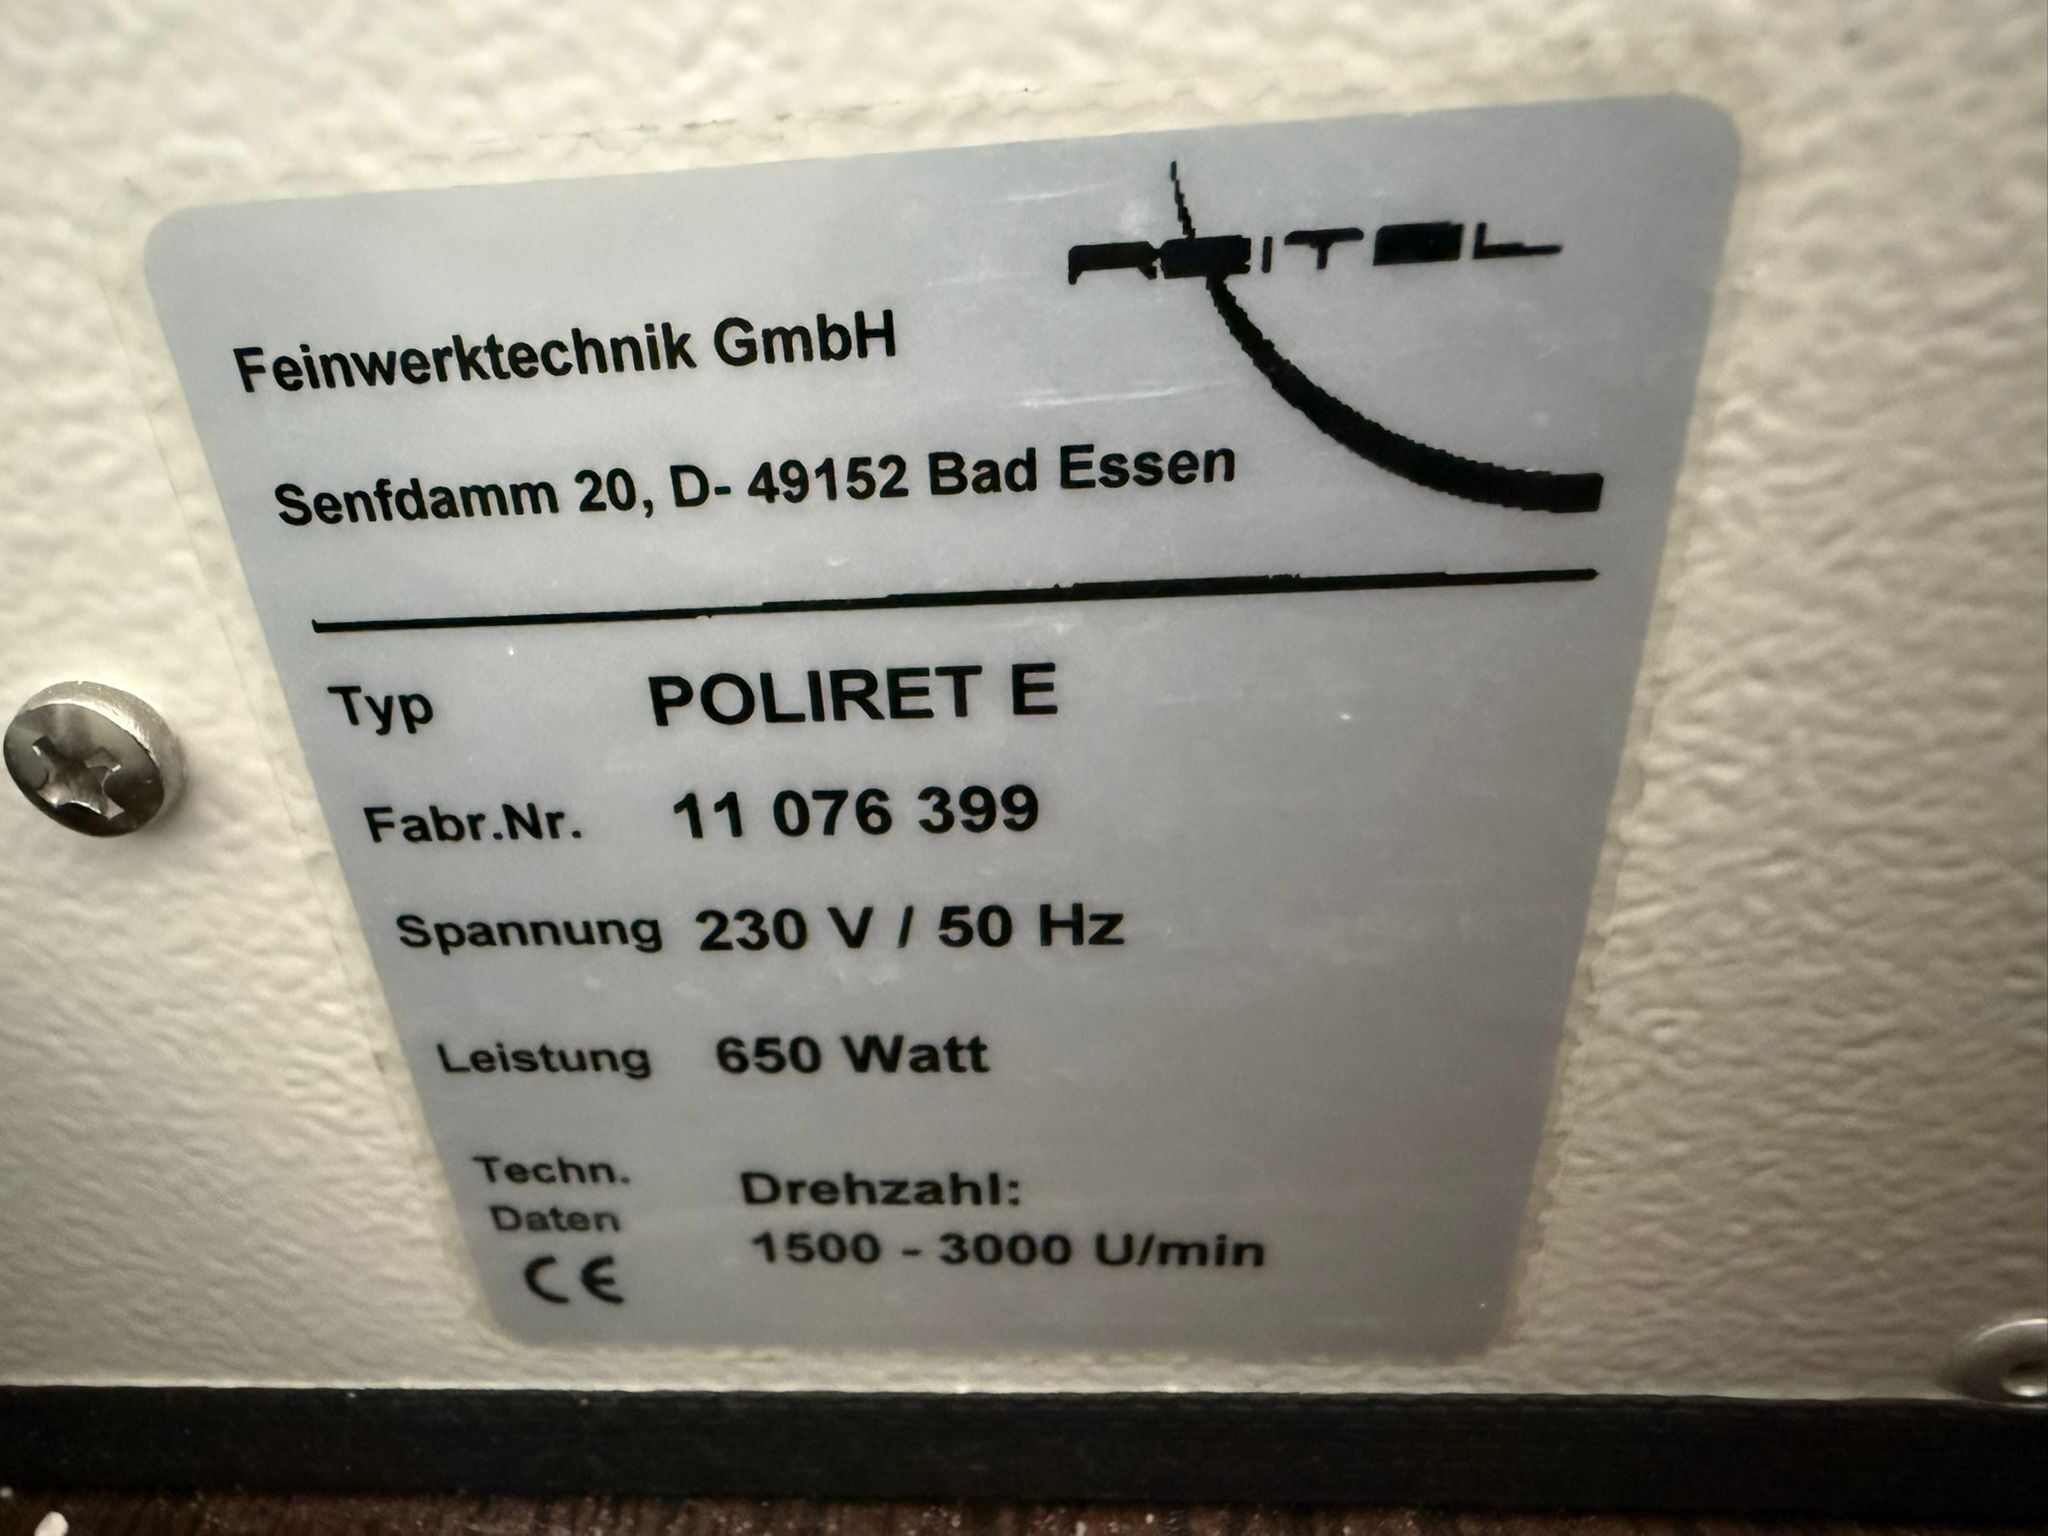 REITEL
Feinwerktechnik GmbH
Senfdamm 20, D- 49152 Bad Essen
Typ POLIRET E
Fabr.Nr. 11 076 399
Spannung 230 V / 50 Hz
Leistung 650 Watt
Techn. Daten Drehzahl:
1500 - 3000 U/min
CE